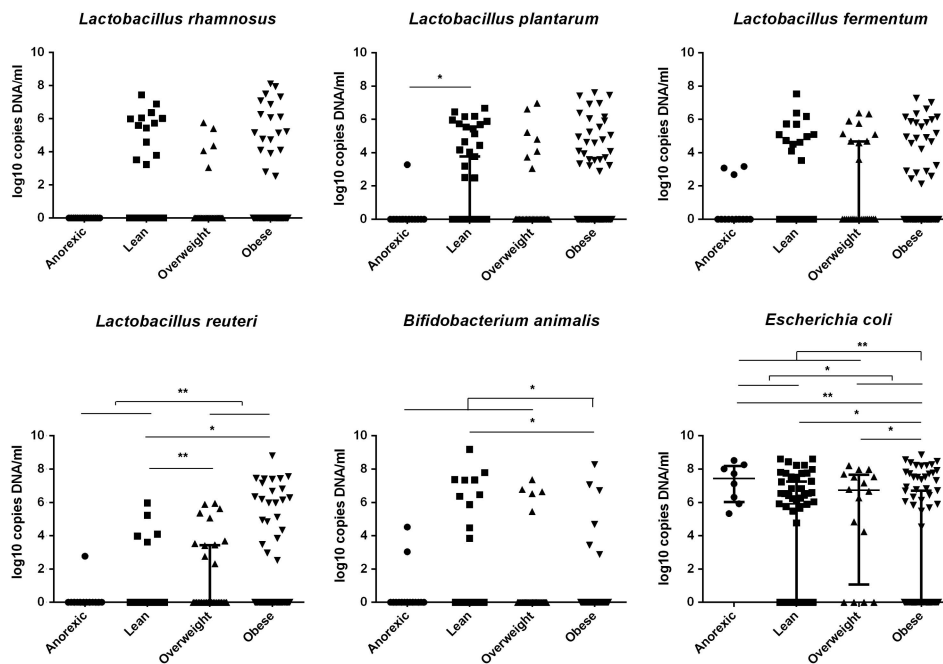 Lactobacillus rhamnosus
log10 copies DNA/ml
10
8
6
4
2
0
Anorexic
Lean
Overweight
Obese
Lactobacillus plantarum
log10 copies DNA/ml
10
8
6
4
2
0
*
Anorexic
Lean
Overweight
Obese
Lactobacillus fermentum
log10 copies DNA/ml
10
8
6
4
2
0
Anorexic
Lean
Overweight
Obese
Lactobacillus reuteri
**
*
**
log10 copies DNA/ml
10
8
6
4
2
0
Anorexic
Lean
Overweight
Obese
Bifidobacterium animalis
*
*
log10 copies DNA/ml
10
8
6
4
2
0
Anorexic
Lean
Overweight
Obese
Escherichia coli
**
*
**
*
*
log10 copies DNA/ml
10
8
6
4
2
0
Anorexic
Lean
Overweight
Obese